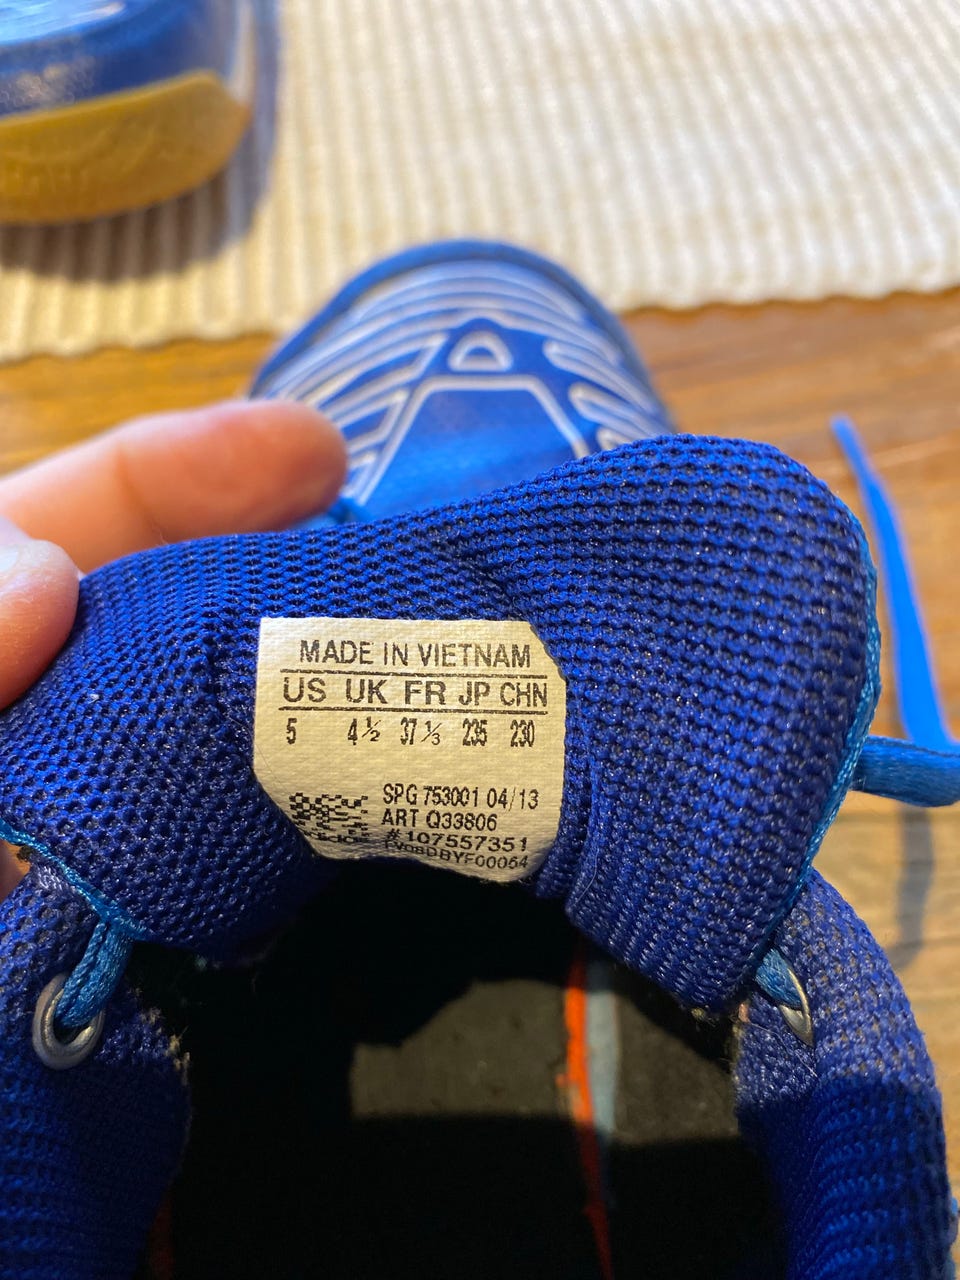 MADE IN VIETNAM
US UK FR JP CHN
5 4½ 37⅓ 235 230
SPG 753001 04/13
ART Q33806
#107557351